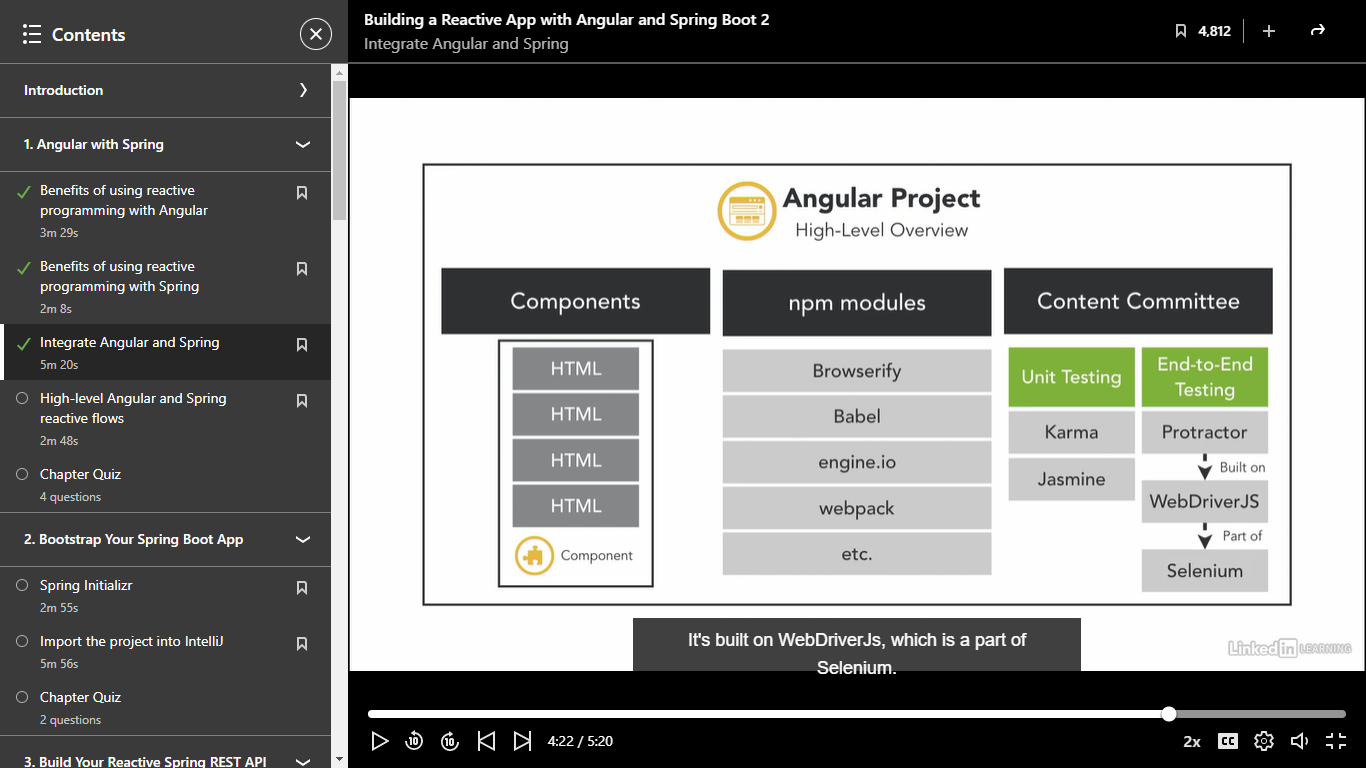 Contents
Introduction
1. Angular with Spring
Benefits of using reactive
programming with Angular
3m 29s
Benefits of using reactive
programming with Spring
2m 8s
Integrate Angular and Spring
5m 20s
High-level Angular and Spring
reactive flows
2m 48s
Chapter Quiz
4 questions
2. Bootstrap Your Spring Boot App
Spring Initializr
2m 55s
Import the project into IntelliJ
5m 56s
Chapter Quiz
2 questions
3. Build Your Reactive Spring REST API
Building a Reactive App with Angular and Spring Boot 2
Integrate Angular and Spring
4,812
Angular Project
High-Level Overview
Components
HTML
HTML
HTML
HTML
Component
npm modules
Browserify
Babel
engine.io
webpack
etc.
Content Committee
Unit Testing
Karma
Jasmine
End-to-End
Testing
Protractor
Built on
WebDriverJS
Part of
Selenium
It's built on WebDriverJs, which is a part of
Selenium.
LinkedIn LEARNING
10
10
4:22 / 5:20
2x
CC